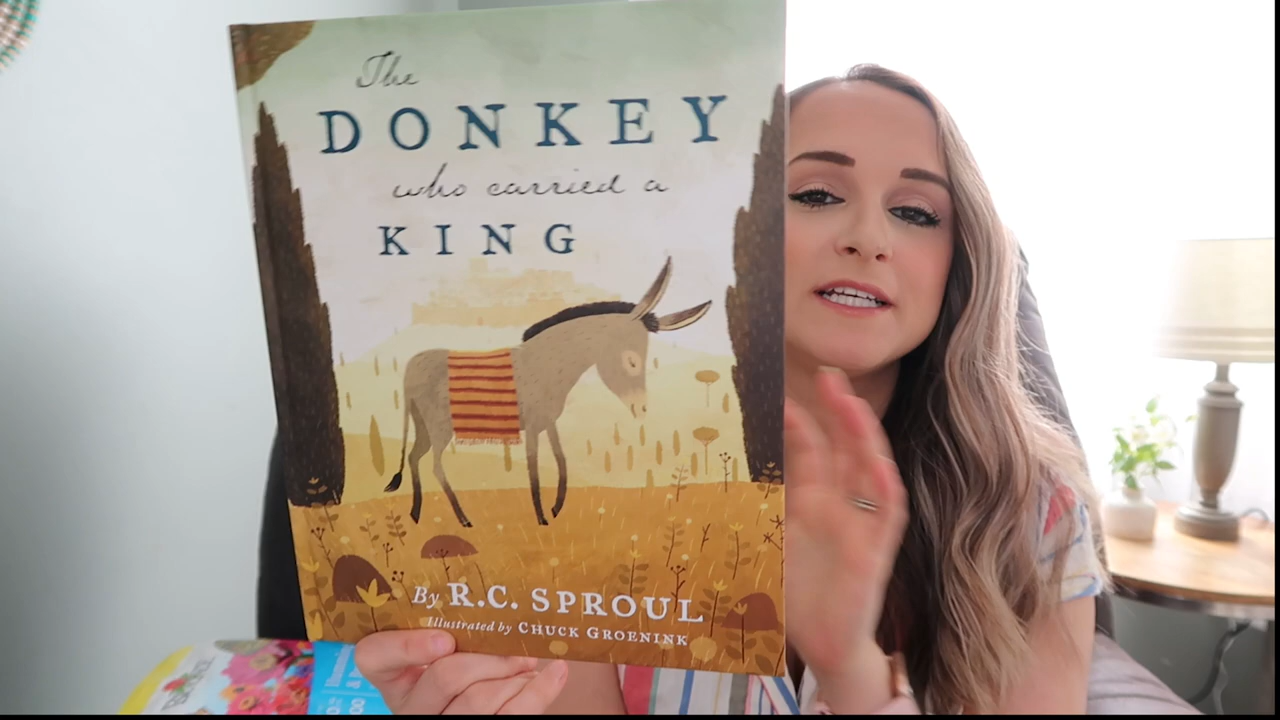 The
DONKEY
who carried a
KING
By R.C. SPROUL
Illustrated by CHUCK GROENINK